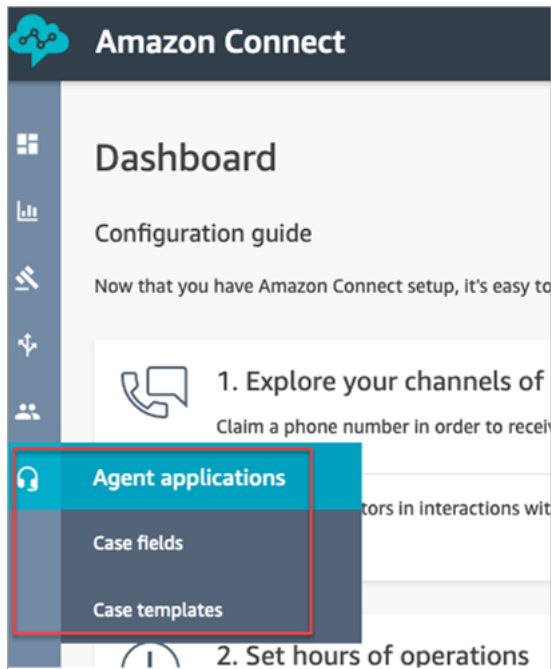 Amazon Connect
Dashboard
Configuration guide
Now that you have Amazon Connect setup, it's easy to
1. Explore your channels of
Claim a phone number in order to recei
Agent applications
tors in interactions wit
Case fields
Case templates
2. Set hours of operations